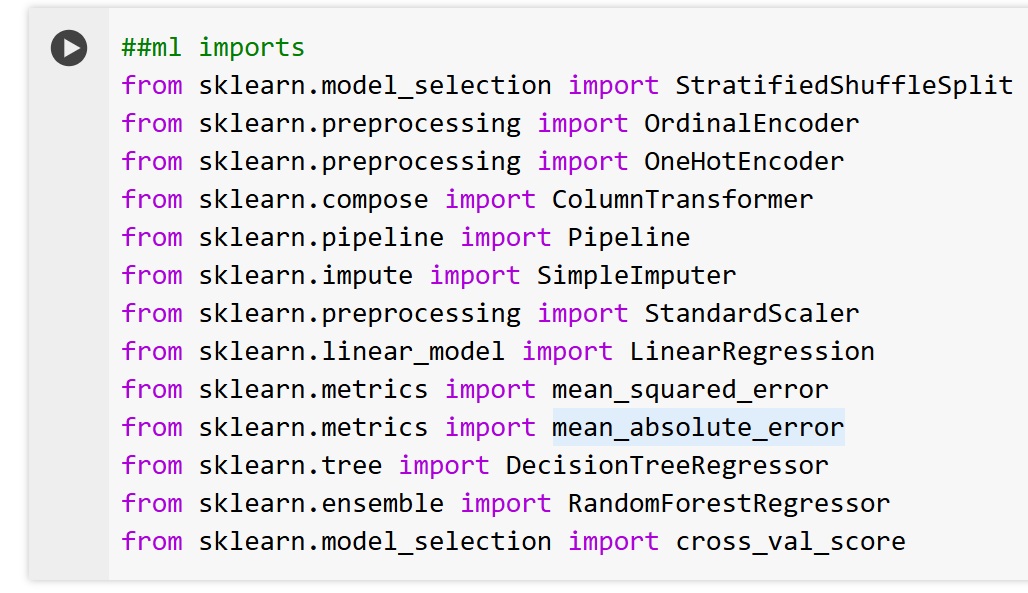 ##ml imports
from sklearn.model_selection import StratifiedShuffleSplit
from sklearn.preprocessing import OrdinalEncoder
from sklearn.preprocessing import OneHotEncoder
from sklearn.compose import ColumnTransformer
from sklearn.pipeline import Pipeline
from sklearn.impute import SimpleImputer
from sklearn.preprocessing import StandardScaler
from sklearn.linear_model import LinearRegression
from sklearn.metrics import mean_squared_error
from sklearn.metrics import mean_absolute_error
from sklearn.tree import DecisionTreeRegressor
from sklearn.ensemble import RandomForestRegressor
from sklearn.model_selection import cross_val_score